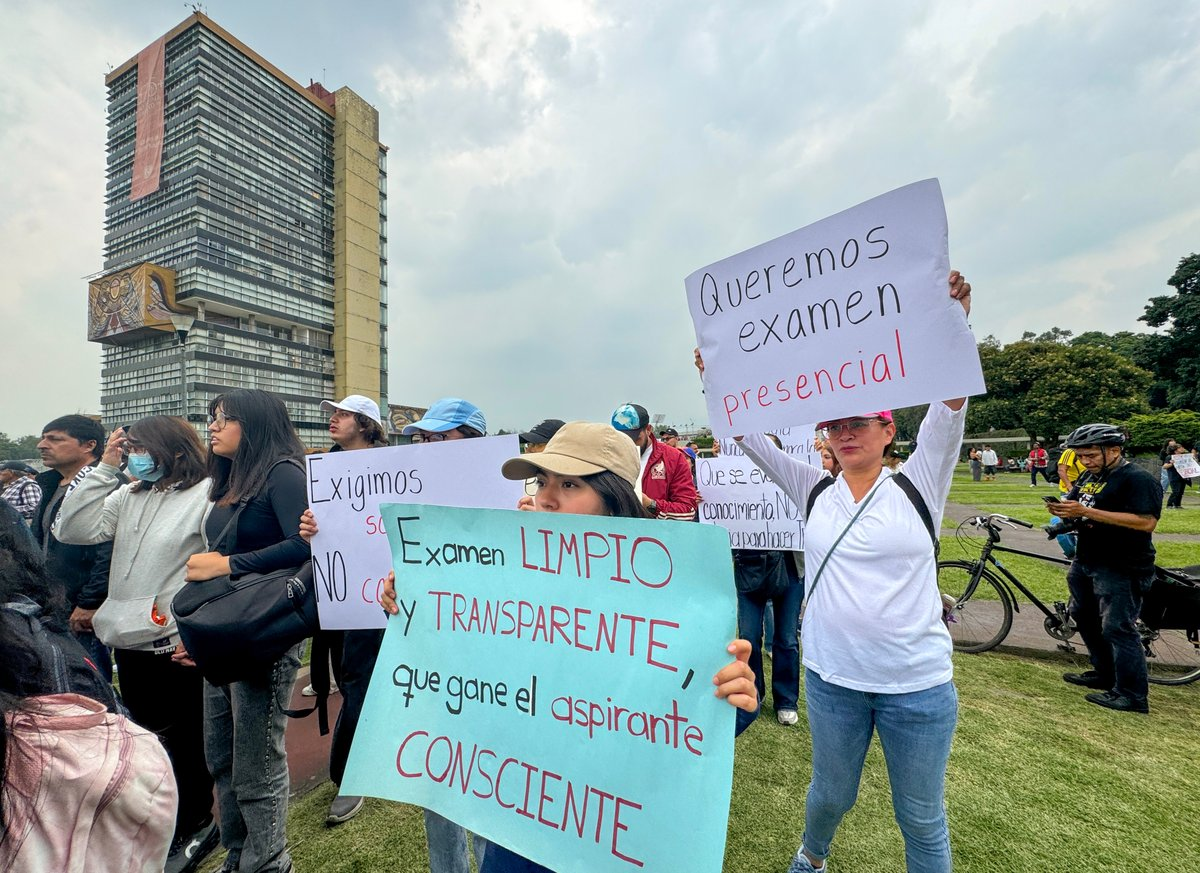 Queremos
examen
presencial
Exigimos
NO
Que se ev
conocimiento, NO
para hacer
Examen LIMPIO
y TRANSPARENTE,
que gane el aspirante
CONSCIENTE